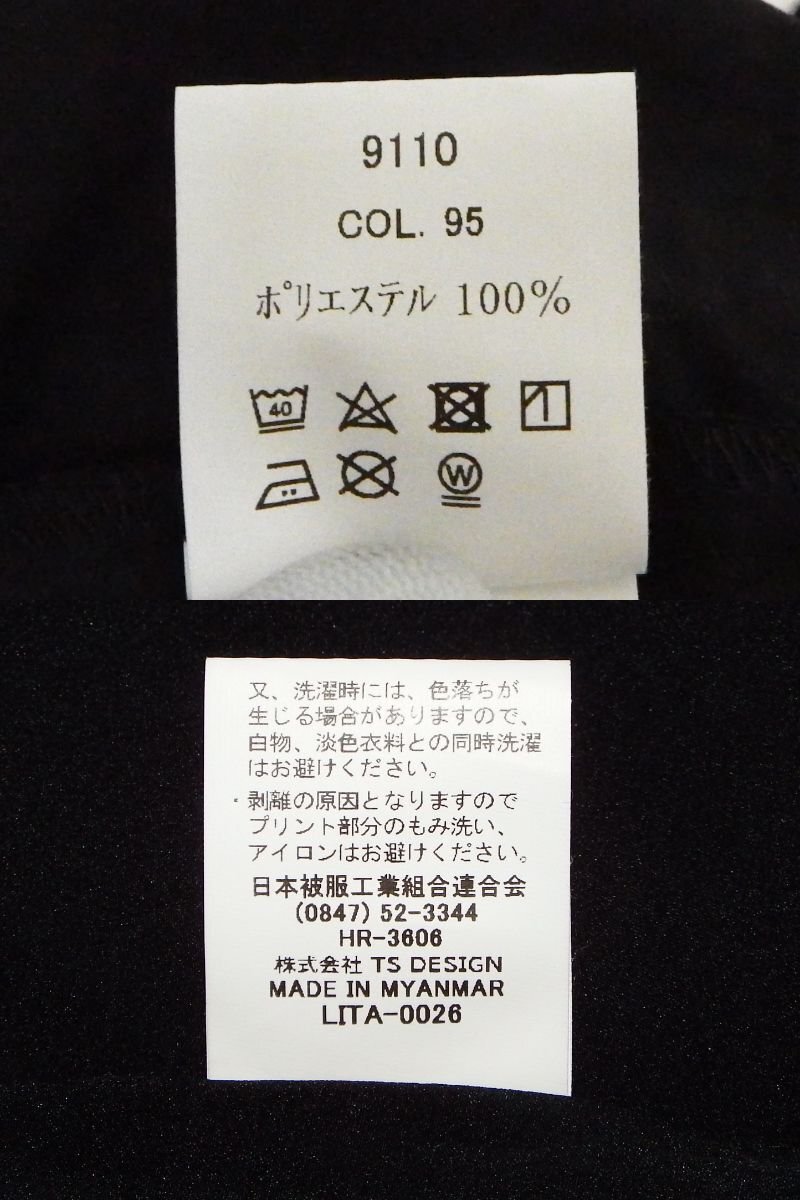 9110
COL. 95
ポリエステル 100%
40
W
又、洗濯時には、色落ちが
生じる場合がありますので、
白物、淡色衣料との同時洗濯
はお避けください。
・剥離の原因となりますので
プリント部分のもみ洗い、
アイロンはお避けください。
日本被服工業組合連合会
(0847) 52-3344
HR-3606
株式会社 TS DESIGN
MADE IN MYANMAR
LITA-0026